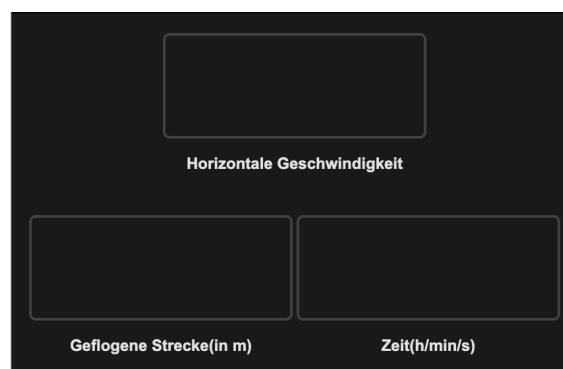 Horizontale Geschwindigkeit
Geflogene Strecke(in m)
Zeit(h/min/s)